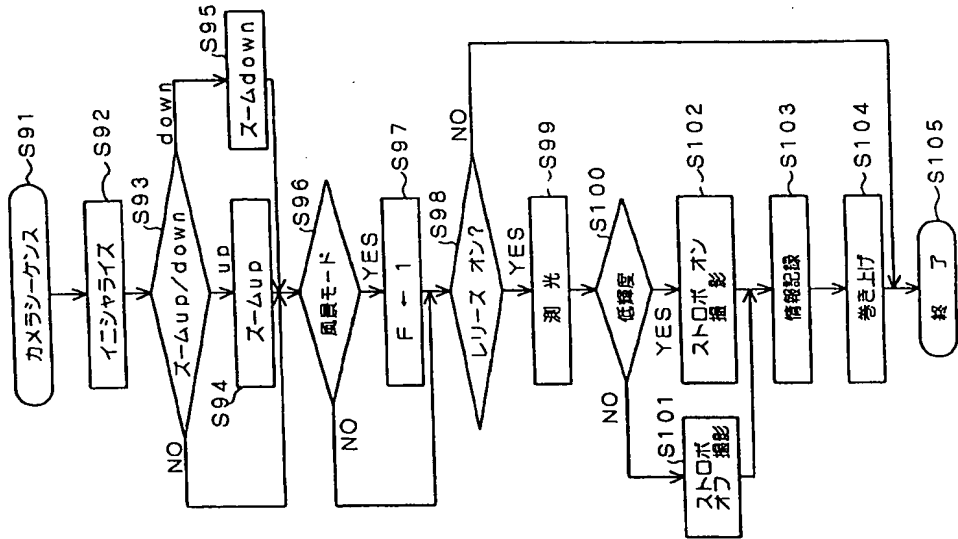 カメラシーケンス
S91
イニシャライズ
S92
ズームup/down
S93
NO
up
down
ズームup
S94
ズームdown
S95
風景モード
S96
NO
YES
F ← 1
S97
レリーズ オン?
S98
NO
YES
測 光
S99
低輝度
S100
NO
YES
ストロボ
オフ 撮影
S101
ストロボ オン
撮 影
S102
情報記録
S103
巻き上げ
S104
終 了
S105